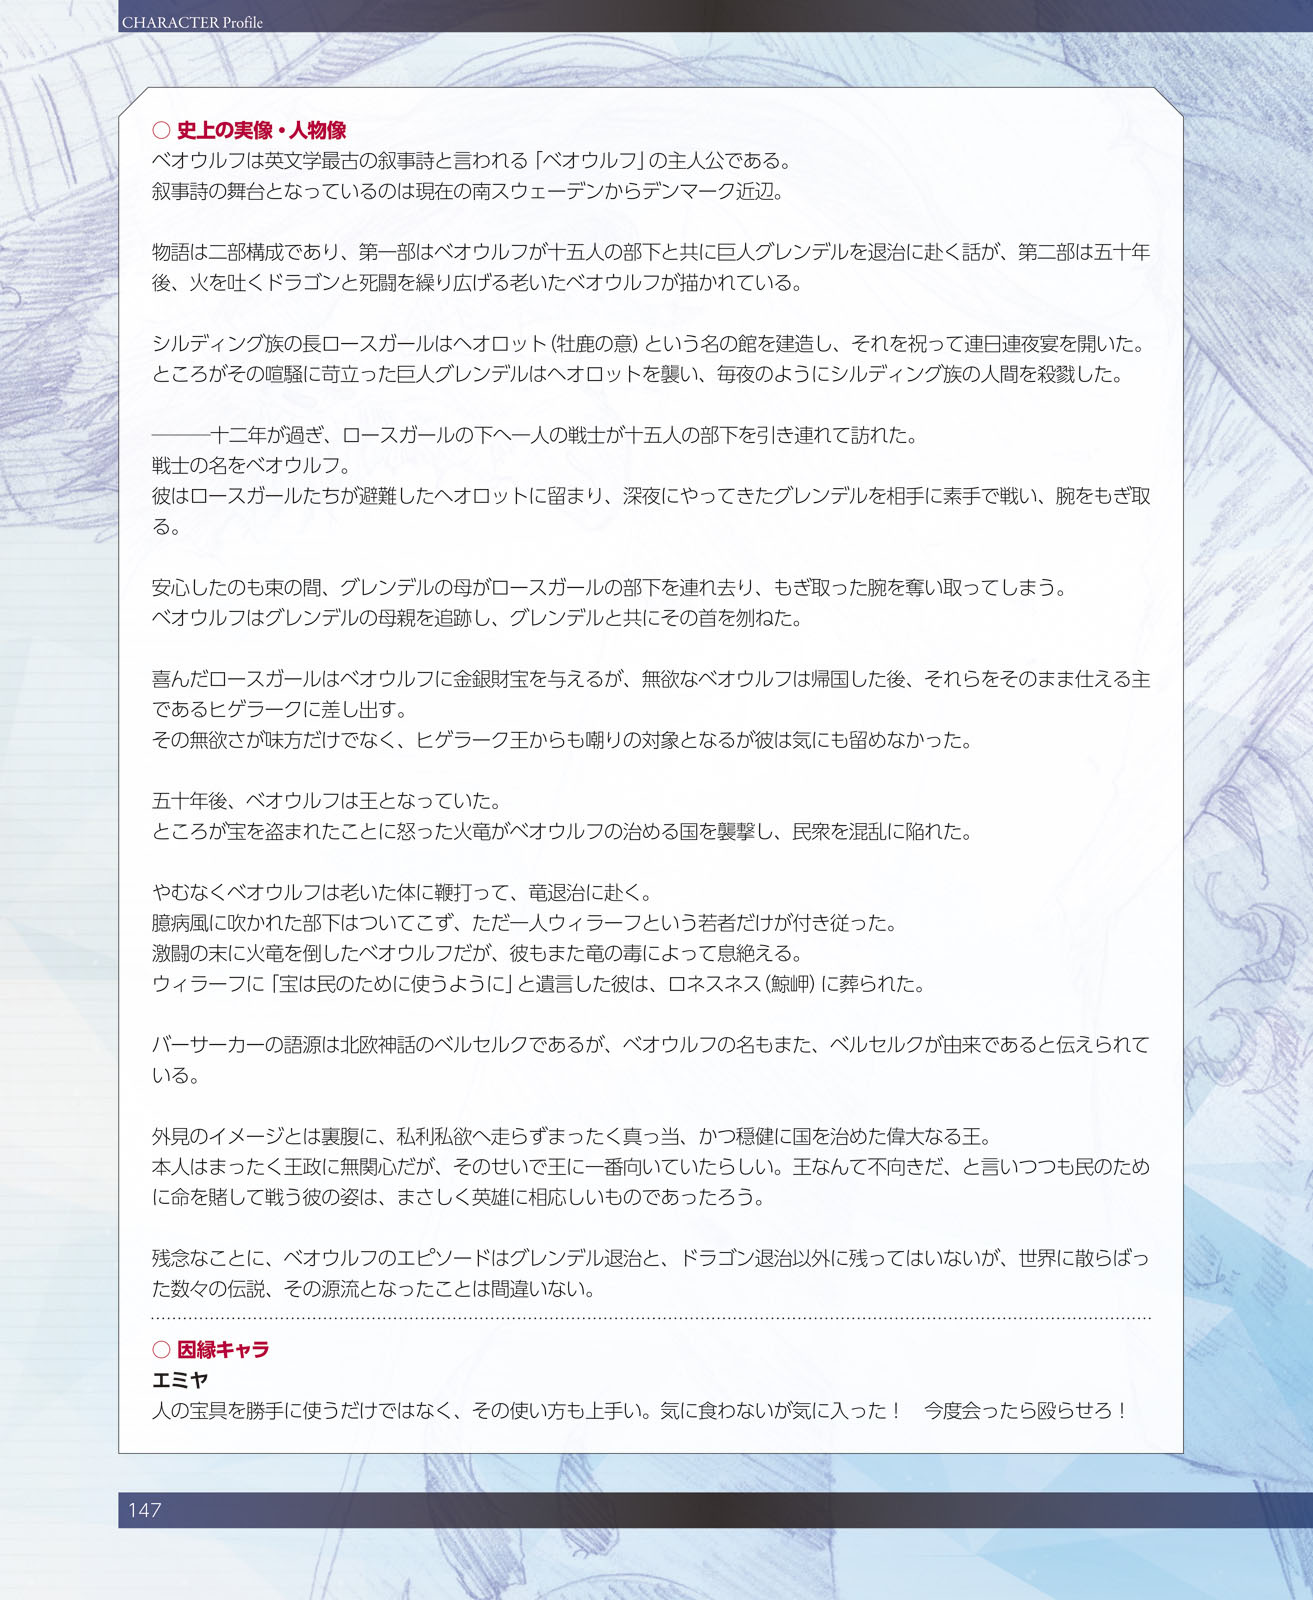 CHARACTER Profile
○ 史上の実像・人物像
ベオウルフは英文学最古の叙事詩と言われる「ベオウルフ」の主人公である。
叙事詩の舞台となっているのは現在の南スウェーデンからデンマーク近辺。
物語は二部構成であり、第一部はベオウルフが十五人の部下と共に巨人グレンデルを退治に赴く話が、第二部は五十年
後、火を吐くドラゴンと死闘を繰り広げる老いたベオウルフが描かれている。
シルディング族の長ロースガールはヘオロット(牡鹿の意)という名の館を建造し、それを祝って連日連夜宴を開いた。
ところがその喧騒に苛立った巨人グレンデルはヘオロットを襲い、毎夜のようにシルディング族の人間を殺戮した。
―――十二年が過ぎ、ロースガールの下へ一人の戦士が十五人の部下を引き連れて訪れた。
戦士の名をベオウルフ。
彼はロースガールたちが避難したヘオロットに留まり、深夜にやってきたグレンデルを相手に素手で戦い、腕をもぎ取
る。
安心したのも束の間、グレンデルの母がロースガールの部下を連れ去り、もぎ取った腕を奪い取ってしまう。
ベオウルフはグレンデルの母親を追跡し、グレンデルと共にその首を刎ねた。
喜んだロースガールはベオウルフに金銀財宝を与えるが、無欲なベオウルフは帰国した後、それらをそのまま仕える主
であるヒゲラークに差し出す。
その無欲さが味方だけでなく、ヒゲラーク王からも嘲りの対象となるが彼は気にも留めなかった。
五十年後、ベオウルフは王となっていた。
ところが宝を盗まれたことに怒った火竜がベオウルフの治める国を襲撃し、民衆を混乱に陥れた。
やむなくベオウルフは老いた体に鞭打って、竜退治に赴く。
臆病風に吹かれた部下はついてこず、ただ一人ウィラーフという若者だけが付き従った。
激闘の末に火竜を倒したベオウルフだが、彼もまた竜の毒によって息絶える。
ウィラーフに「宝は民のために使うように」と遺言した彼は、ロネスネス(鯨岬)に葬られた。
バーサーカーの語源は北欧神話のベルセルクであるが、ベオウルフの名もまた、ベルセルクが由来であると伝えられて
いる。
外見のイメージとは裏腹に、私利私欲へ走らずまったく真っ当、かつ穏健に国を治めた偉大なる王。
本人はまったく王政に無関心だが、そのせいで王に一番向いていたらしい。王なんて不向きだ、と言いつつも民のため
に命を賭して戦う彼の姿は、まさしく英雄に相応しいものであったろう。
残念なことに、ベオウルフのエピソードはグレンデル退治と、ドラゴン退治以外に残ってはいないが、世界に散らばっ
た数々の伝説、その源流となったことは間違いない。
○ 因縁キャラ
エミヤ
人の宝具を勝手に使うだけではなく、その使い方も上手い。気に食わないが気に入った！　今度会ったら殴らせろ！
147